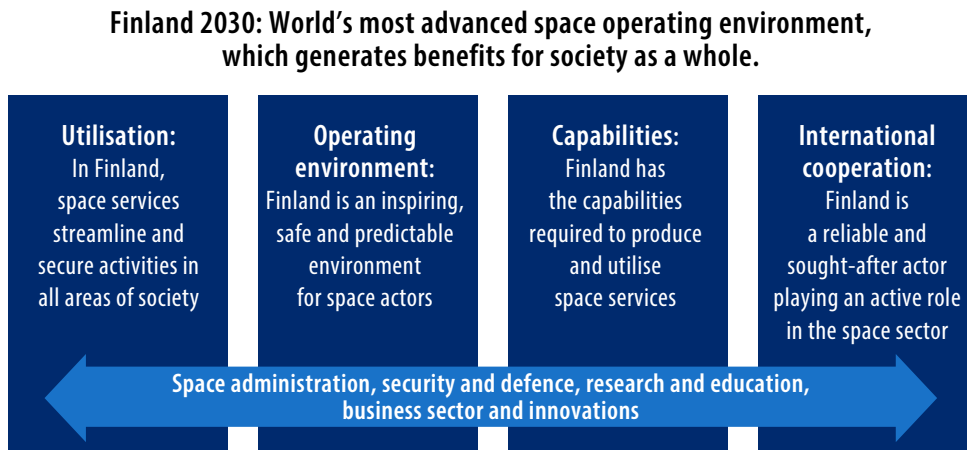 Finland 2030: World’s most advanced space operating environment,
which generates benefits for society as a whole.
Utilisation:
In Finland,
space services
streamline and
secure activities in
all areas of society
Operating
environment:
Finland is an inspiring,
safe and predictable
environment
for space actors
Capabilities:
Finland has
the capabilities
required to produce
and utilise
space services
International
cooperation:
Finland is
a reliable and
sought-after actor
playing an active role
in the space sector
Space administration, security and defence, research and education,
business sector and innovations